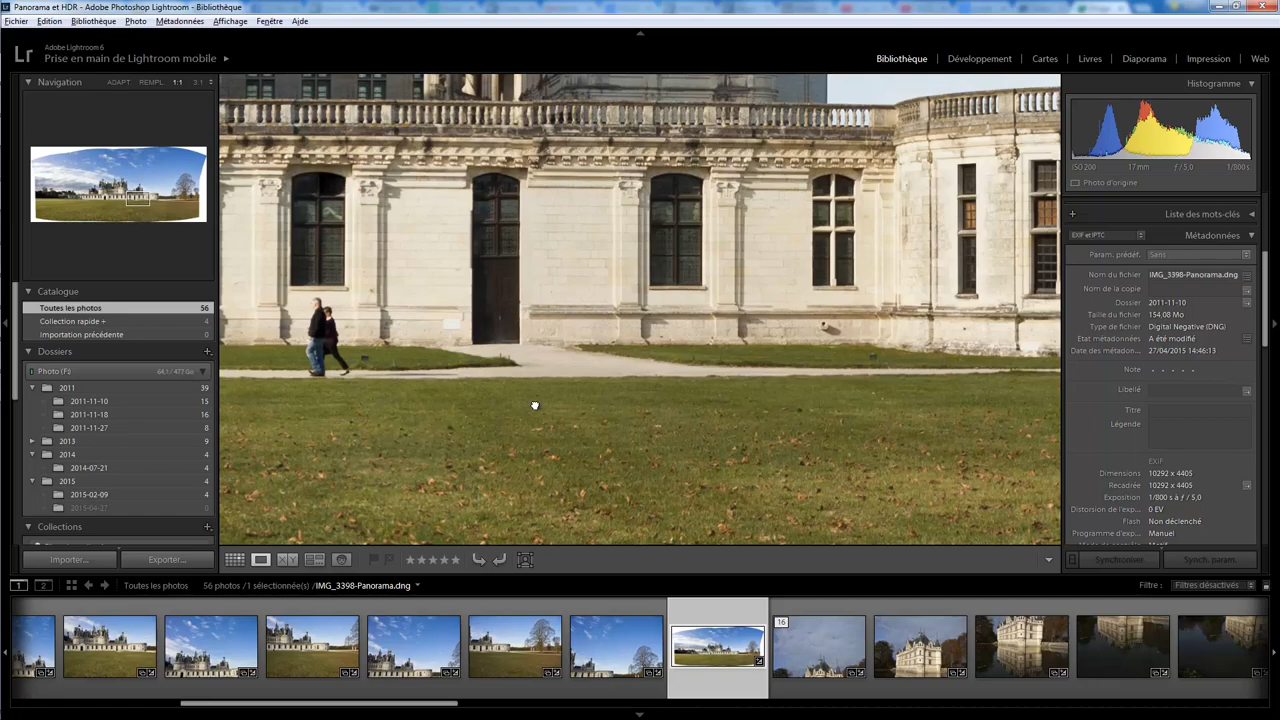 Panorama et HDR - Adobe Photoshop Lightroom - Bibliothèque
Fichier Edition Bibliothèque Photo Métadonnées Affichage Fenêtre Aide
Lr
Adobe Lightroom 6
Prise en main de Lightroom mobile
Bibliothèque Développement Cartes Livres Diaporama Impression Web
Navigation ADAPT. REMPL. 1:1 3:1
Histogramme
ISO 200 17 mm ƒ / 5,0 1/800 s
Photo d'origine
Liste des mots-clés
EXIF et IPTC Métadonnées
Param. prédéf. Sans
Nom du fichier IMG_3398-Panorama.dng
Nom de la copie
Dossier 2011-11-10
Taille du fichier 154,08 Mo
Type de fichier Digital Negative (DNG)
Etat métadonnées A été modifié
Date des métadon... 27/04/2015 14:46:13
Note
Libellé
Titre
Légende
EXIF
Dimensions 10292 x 4405
Recadrée 10292 x 4405
Exposition 1/800 s à ƒ / 5,0
Distorsion de l'exp... 0 EV
Flash Non déclenché
Programme d'exp... Manuel
Catalogue
Toutes les photos 56
Collection rapide + 4
Importation précédente 0
Dossiers
Photo (F:) 64,1 / 477 Go
2011 39
2011-11-10 15
2011-11-18 16
2011-11-27 8
2013 9
2014 4
2014-07-21 4
2015 4
2015-02-09 4
2015-04-27 0
Collections
Importer... Exporter...
Synchroniser Synch. param.
1 2 Toutes les photos 56 photos /1 sélectionnée(s) /IMG_3398-Panorama.dng Filtre : Filtres désactivés
16